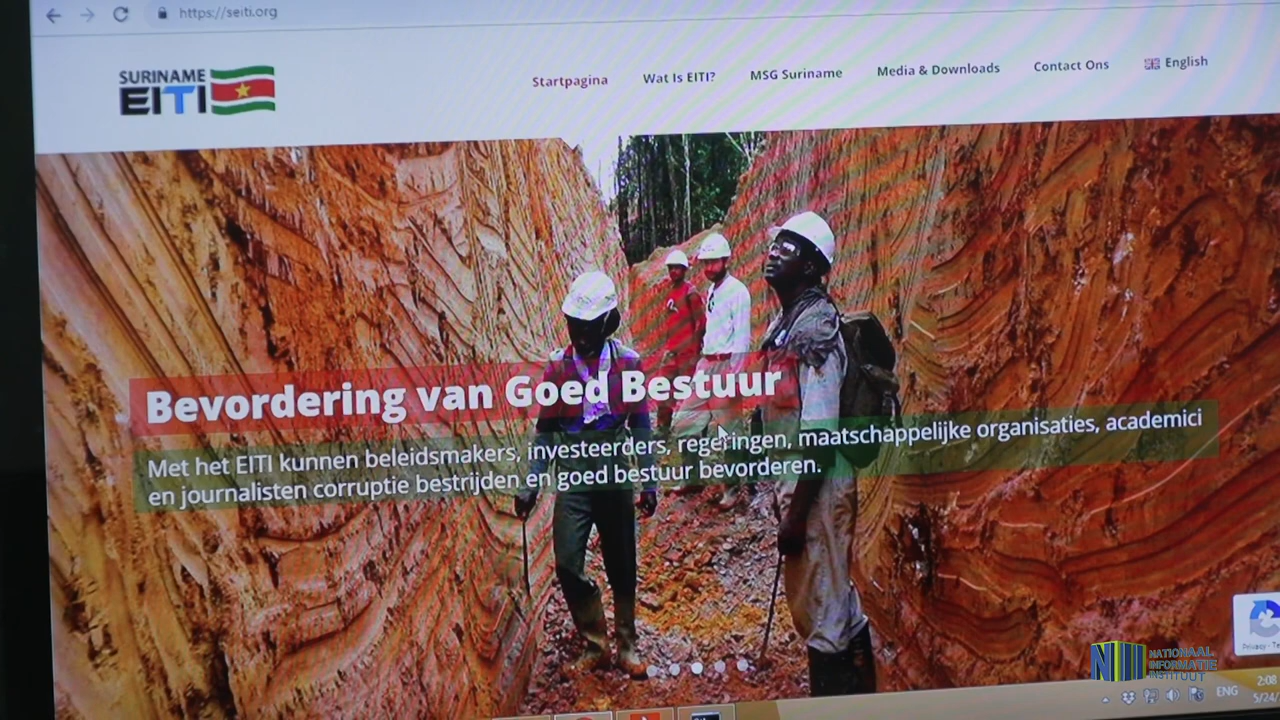 https://seiti.org
SURINAME
EITI
Startpagina
Wat Is EITI?
MSG Suriname
Media & Downloads
Contact Ons
English
Bevordering van Goed Bestuur
Met het EITI kunnen beleidsmakers, investeerders, regeringen, maatschappelijke organisaties, academici
en journalisten corruptie bestrijden en goed bestuur bevorderen.
NATIONAAL
INFORMATIE
INSTITUUT
ENG
2:08
5/24/